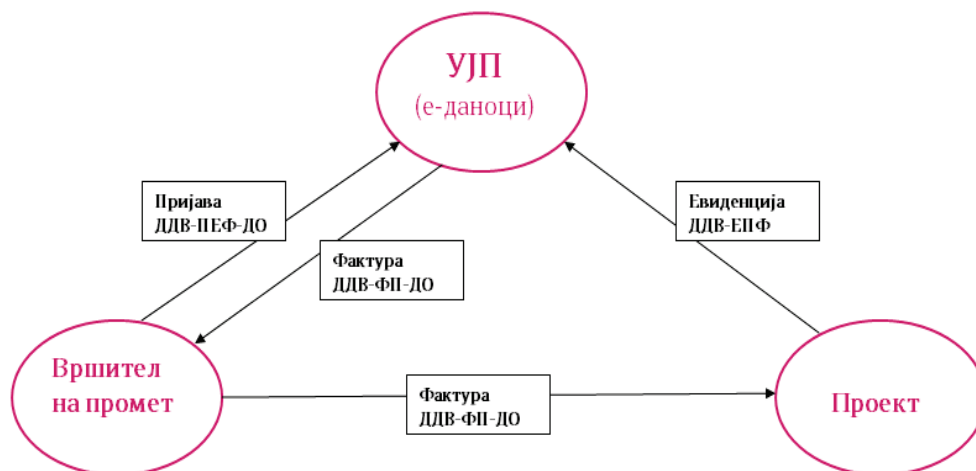 УЈП
(е-даноци)
Пријава
ДДВ-ПЕФ-ДО
Евиденција
ДДВ-ЕПФ
Фактура
ДДВ-ФП-ДО
Вршител
на промет
Фактура
ДДВ-ФП-ДО
Проект